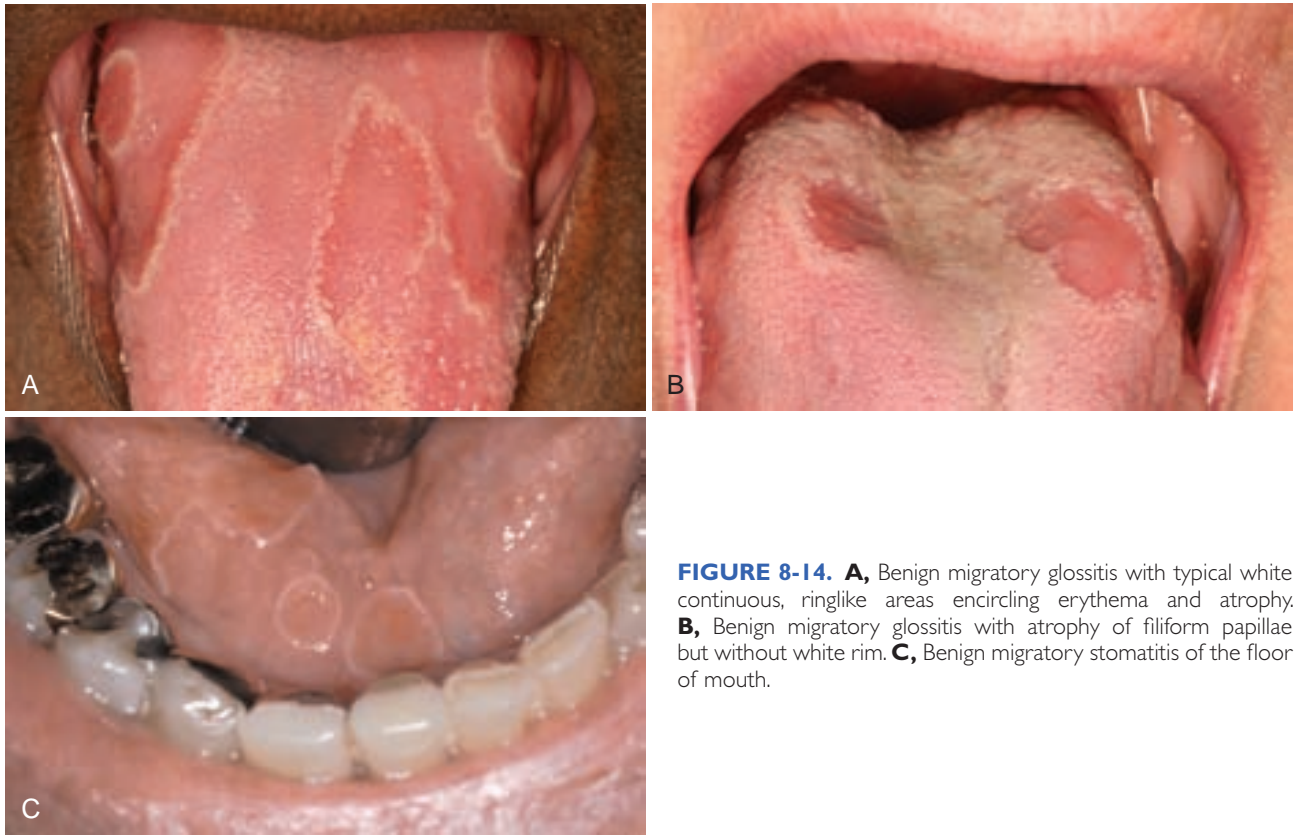 A
B
C
FIGURE 8-14. A, Benign migratory glossitis with typical white
continuous, ringlike areas encircling erythema and atrophy.
B, Benign migratory glossitis with atrophy of filiform papillae
but without white rim. C, Benign migratory stomatitis of the floor
of mouth.